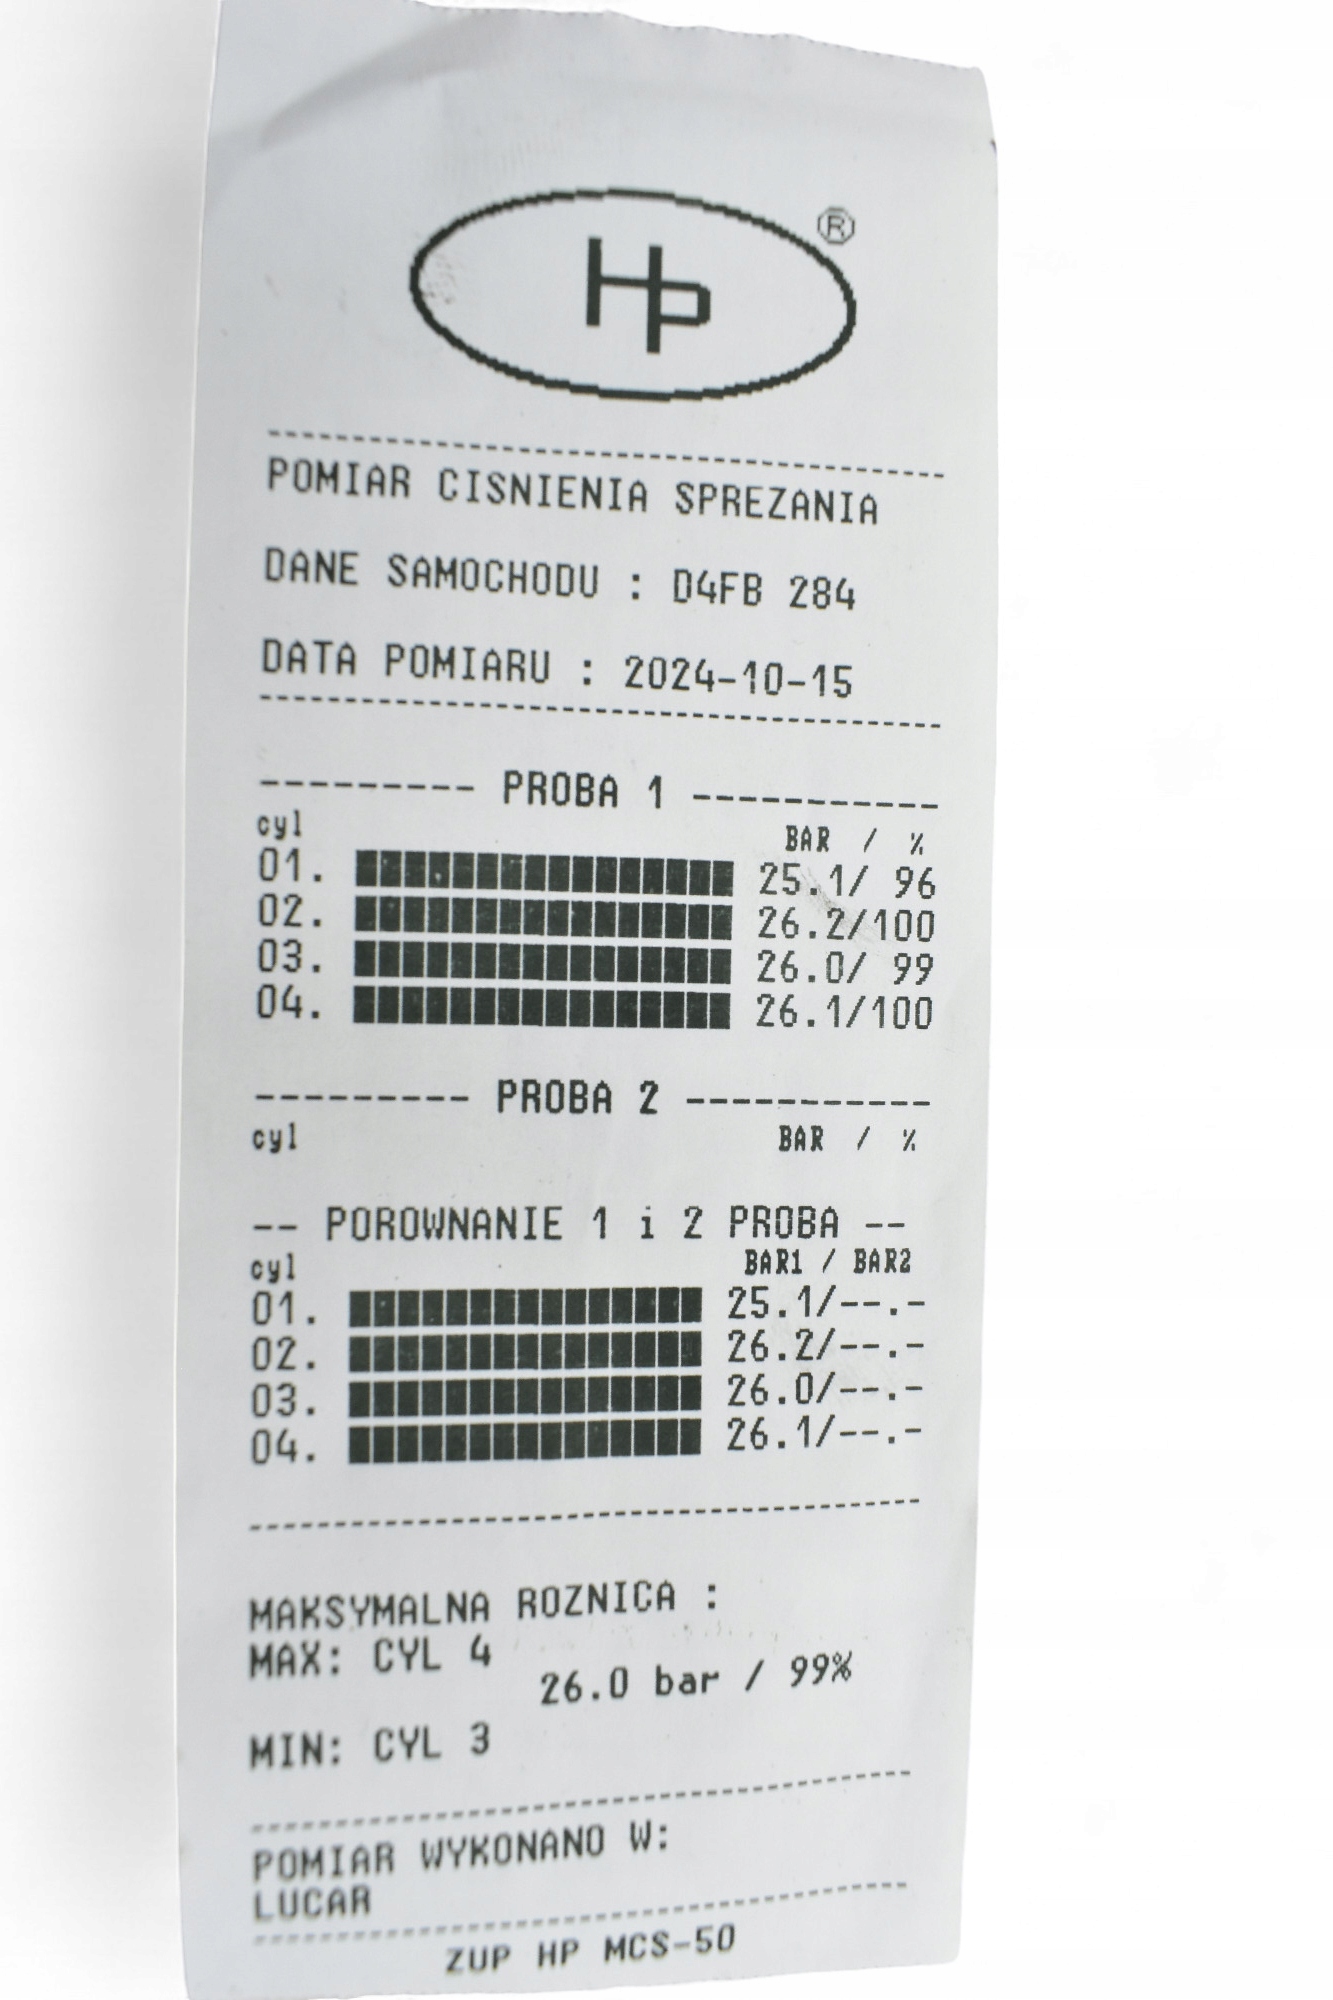 HP ®
POMIAR CISNIENIA SPREZANIA
DANE SAMOCHODU : D4FB 284
DATA POMIARU : 2024-10-15
--------- PROBA 1 -----------
cyl BAR / %
01. 25.1/ 96
02. 26.2/100
03. 26.0/ 99
04. 26.1/100
--------- PROBA 2 -----------
cyl BAR / %
-- POROWNANIE 1 i 2 PROBA --
cyl BAR1 / BAR2
01. 25.1/--.-
02. 26.2/--.-
03. 26.0/--.-
04. 26.1/--.-
MAKSYMALNA ROZNICA :
MAX: CYL 4
26.0 bar / 99%
MIN: CYL 3
POMIAR WYKONANO W:
LUCAR
ZUP HP MCS-50